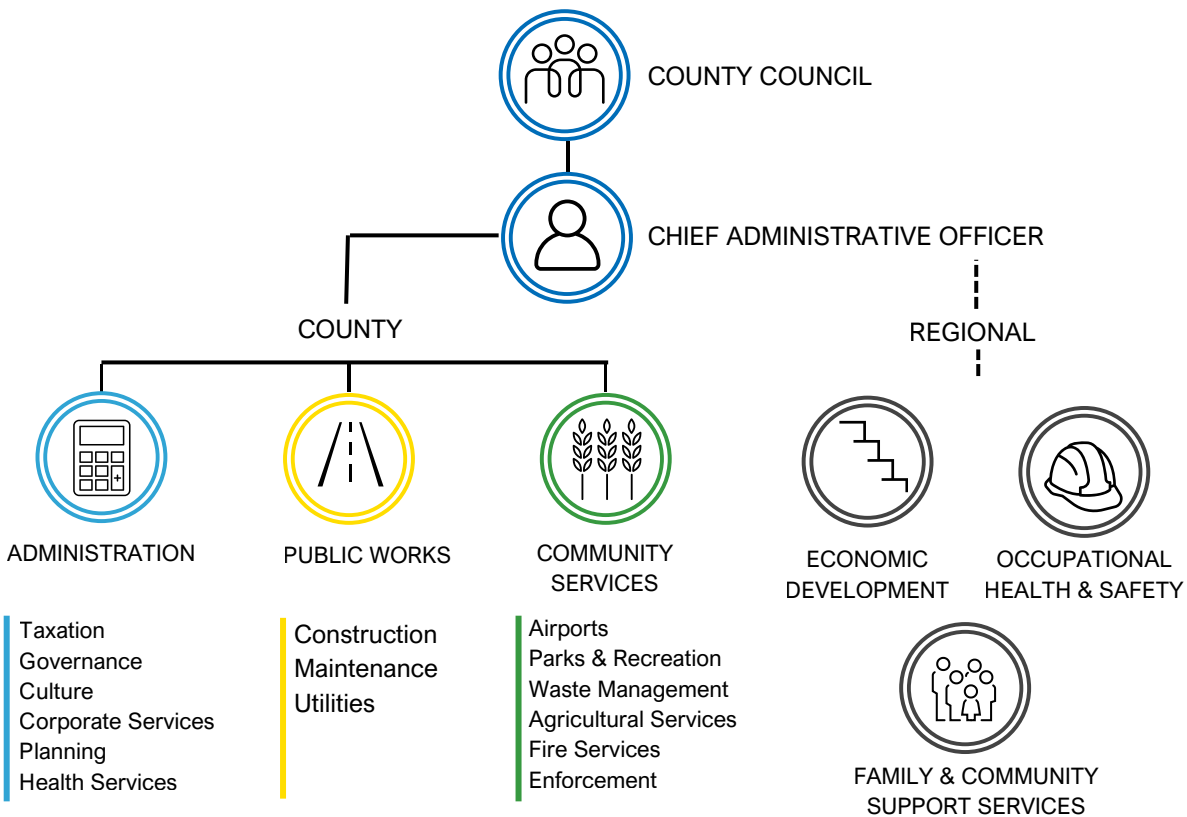 COUNTY COUNCIL
CHIEF ADMINISTRATIVE OFFICER
COUNTY
REGIONAL
ADMINISTRATION
Taxation
Governance
Culture
Corporate Services
Planning
Health Services
PUBLIC WORKS
Construction
Maintenance
Utilities
COMMUNITY
SERVICES
Airports
Parks & Recreation
Waste Management
Agricultural Services
Fire Services
Enforcement
ECONOMIC
DEVELOPMENT
OCCUPATIONAL
HEALTH & SAFETY
FAMILY & COMMUNITY
SUPPORT SERVICES